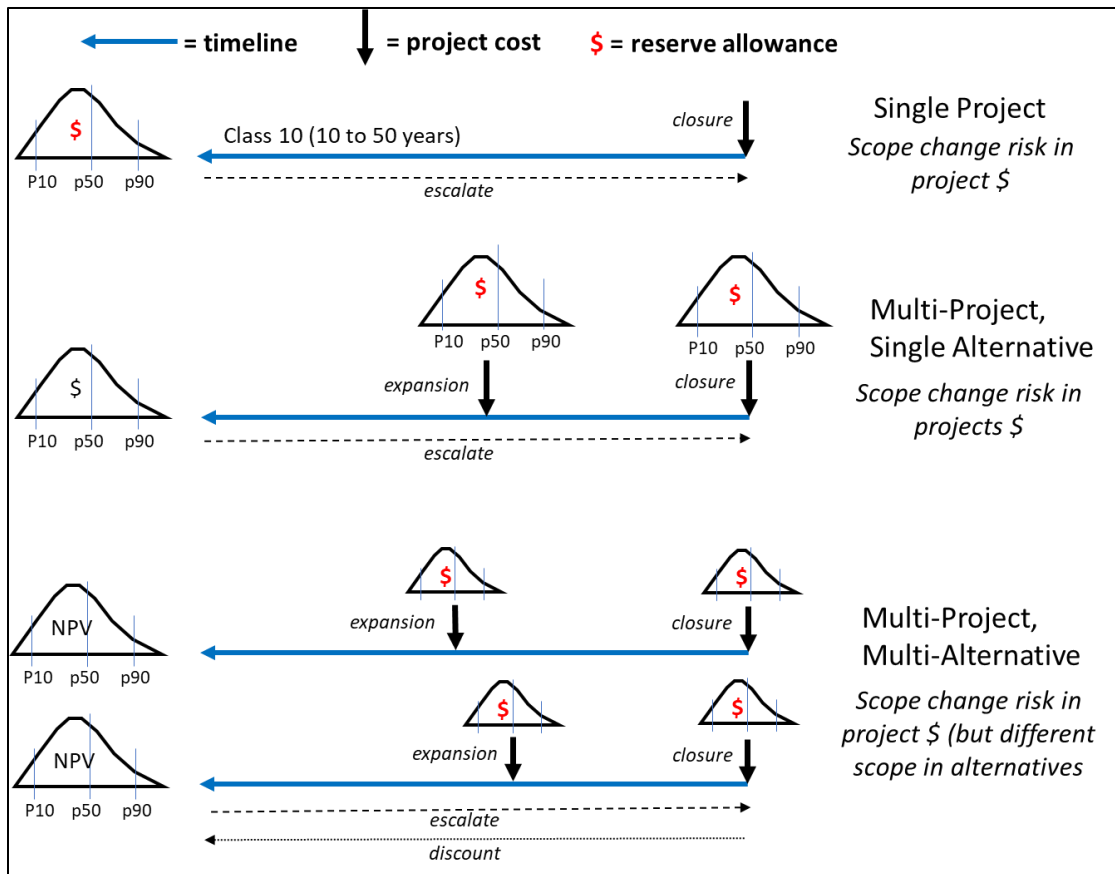 = timeline
= project cost
$ = reserve allowance
$
P10 p50 p90
Class 10 (10 to 50 years)
closure
escalate
Single Project
Scope change risk in
project $
$
P10 p50 p90
$
P10 p50 p90
$
P10 p50 p90
expansion
closure
escalate
Multi-Project,
Single Alternative
Scope change risk in
projects $
NPV
P10 p50 p90
$
expansion
$
closure
NPV
P10 p50 p90
$
expansion
$
closure
escalate
discount
Multi-Project,
Multi-Alternative
Scope change risk in
project $ (but different
scope in alternatives